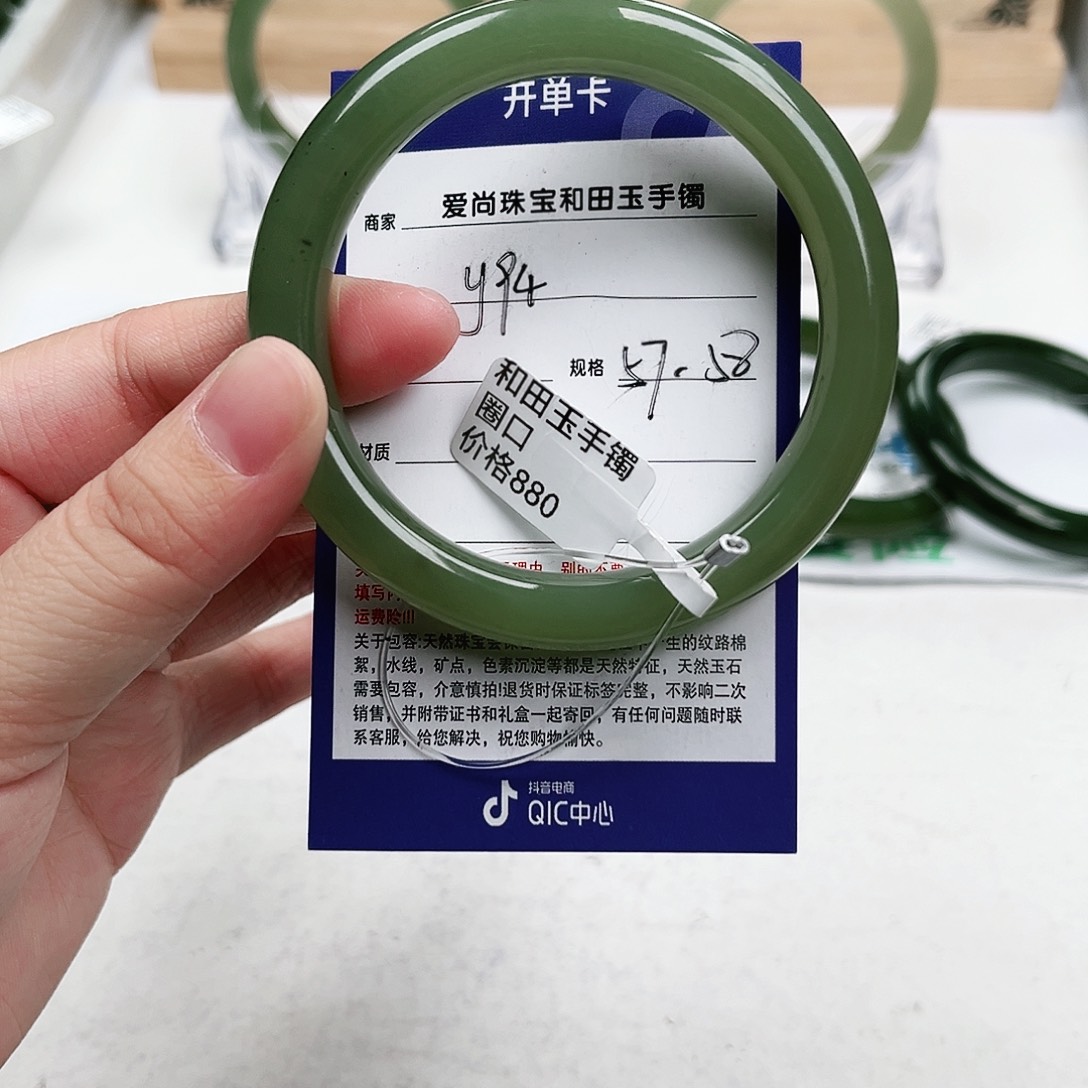 开单卡
商家 爱尚珠宝和田玉手镯
y94
规格 57.58
和田玉手镯
圈口
价格880
材质
填写
运费险
关于包容:天然珠宝
生的纹路棉
絮，水线，矿点，色素沉淀等都是天然特征，天然玉石
需要包容，介意慎拍!退货时保证标签完整，不影响二次
销售，并附带证书和礼盒一起寄回，有任何问题随时联
系客服，给您解决，祝您购物愉快。
抖音电商
QIC中心